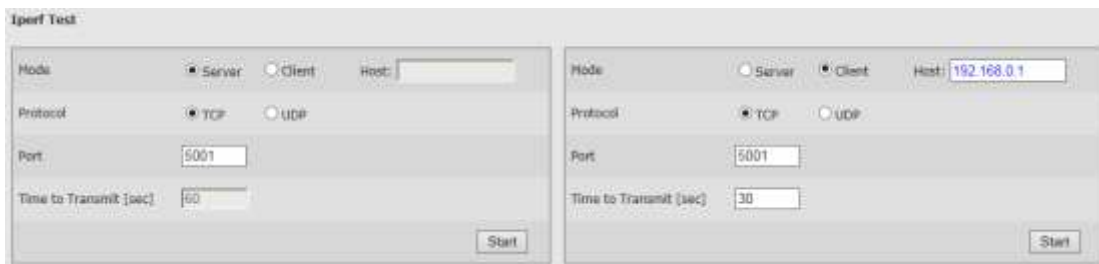 Iperf Test
Mode Server Client Host:
Protocol TCP UDP
Port 5001
Time to Transmit [sec] 60
Start
Mode Server Client Host: 192.168.0.1
Protocol TCP UDP
Port 5001
Time to Transmit [sec] 30
Start